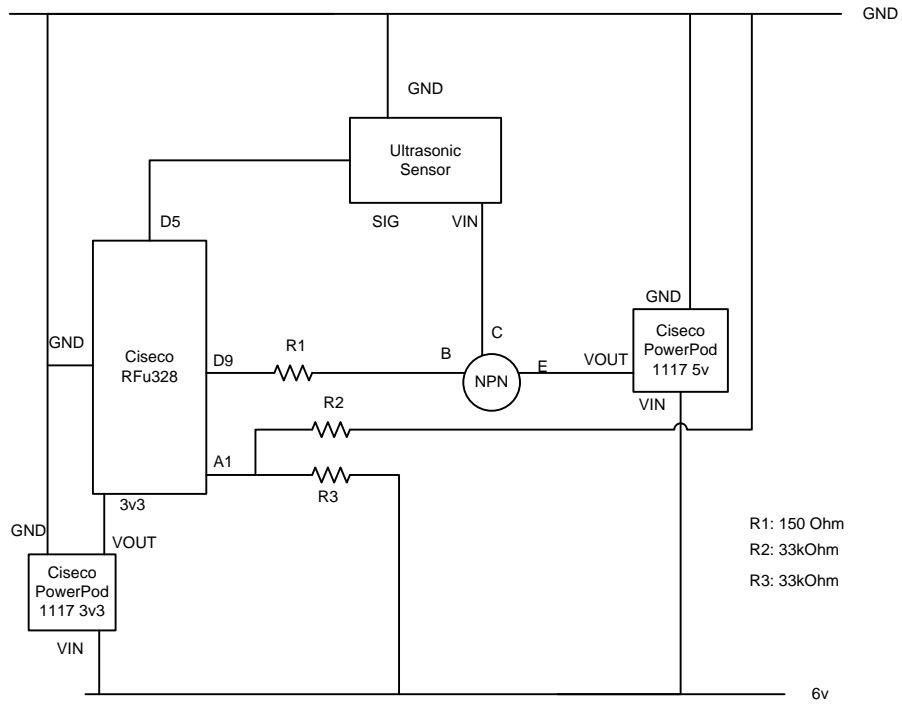 GND
GND
Ultrasonic
Sensor
D5
SIG
VIN
GND
C
GND
Ciseco
RFu328
D9
R1
B
NPN
E
VOUT
Ciseco
PowerPod
1117 5v
VIN
R2
A1
R3
3v3
GND
VOUT
R1: 150 Ohm
R2: 33kOhm
R3: 33kOhm
Ciseco
PowerPod
1117 3v3
VIN
6v